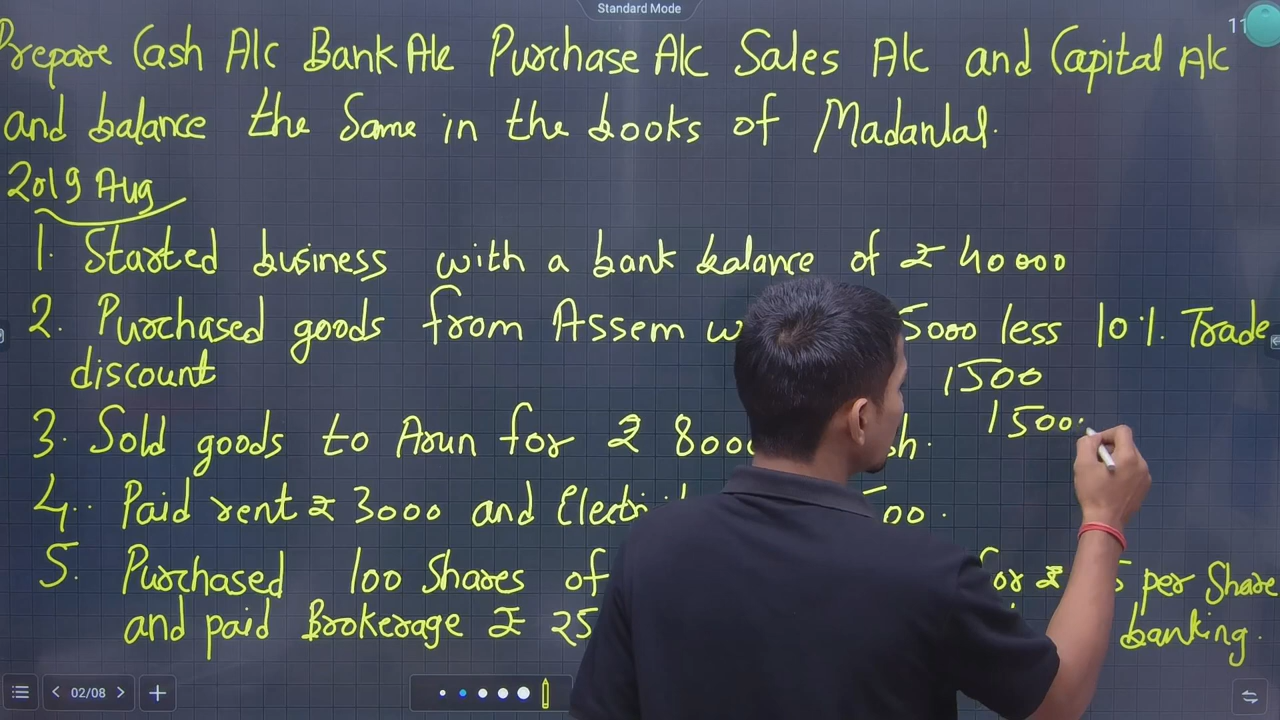 Standard Mode
11
Prepare Cash A/c Bank A/c Purchase A/c Sales A/c and Capital A/c
and balance the Same in the books of Madanlal.
2019 Aug
1. Started business with a bank balance of ₹ 40000
2. Purchased goods from Assem 5000 less 10%. Trade
discount
1500
1500.
3. Sold goods to Arun for ₹ 8000
4.. Paid rent ₹ 3000 and
5. Purchased 100 Shares of for ₹ per Share
and paid Brokerage ₹ 25 banking.
02/08